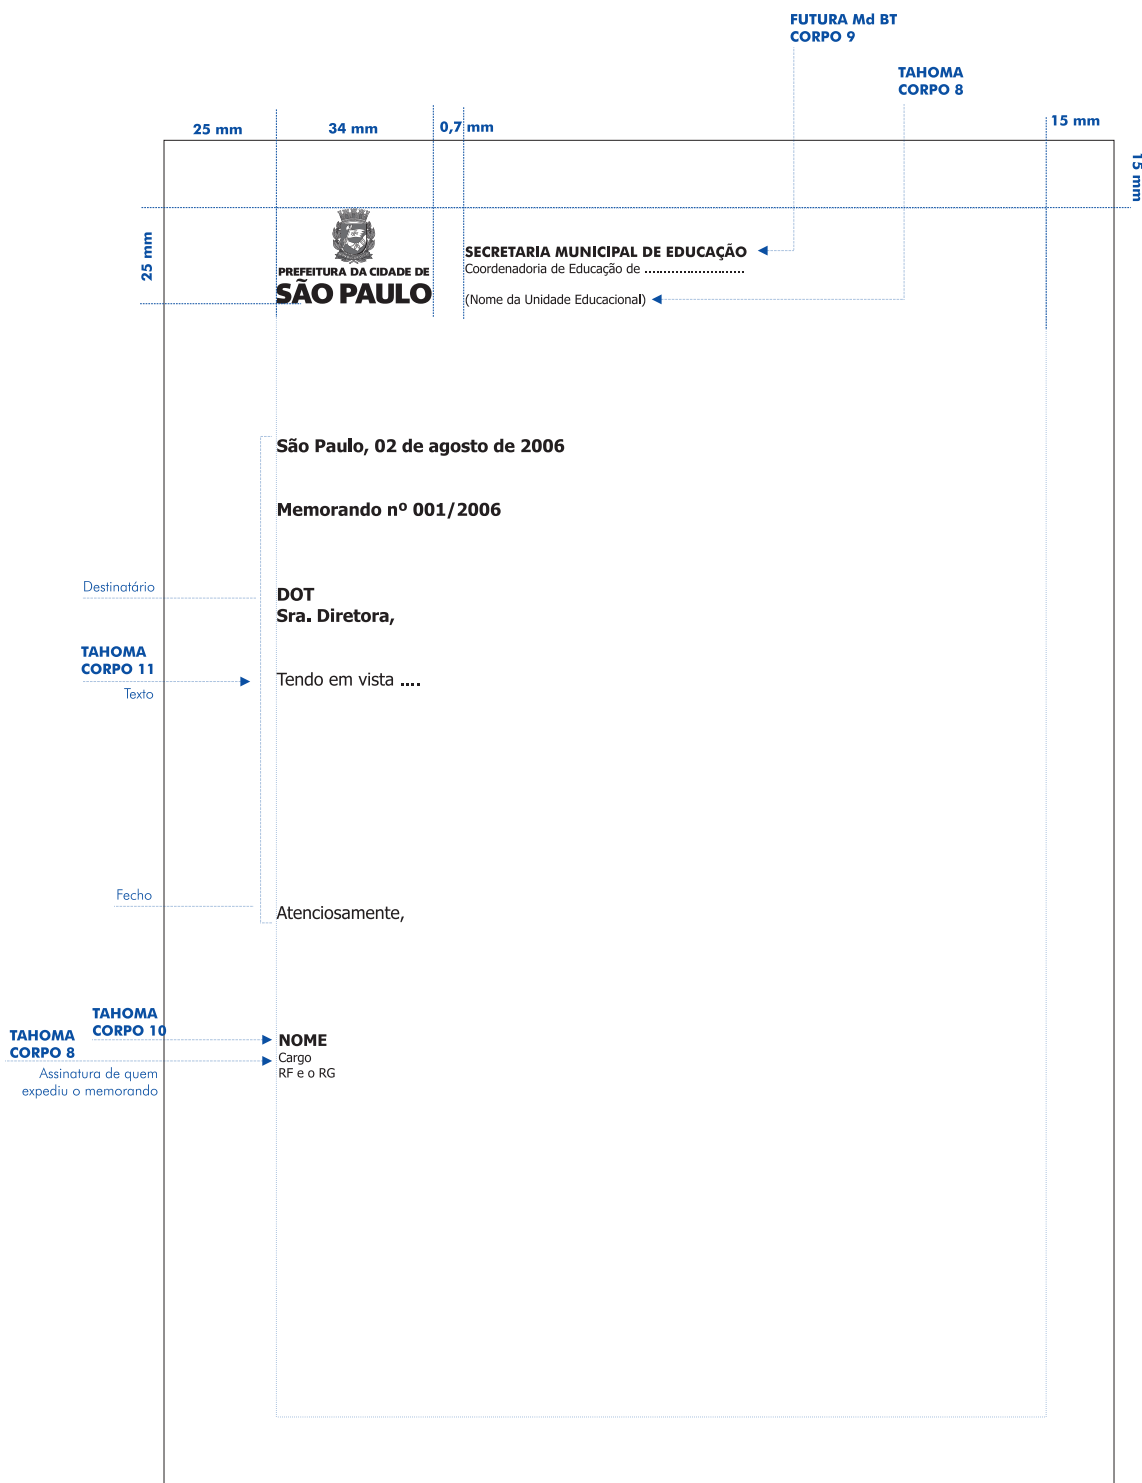 FUTURA Md BT
CORPO 9
TAHOMA
CORPO 8
25 mm
34 mm
0,7 mm
15 mm
15 mm
25 mm
PREFEITURA DA CIDADE DE
SÃO PAULO
SECRETARIA MUNICIPAL DE EDUCAÇÃO
Coordenadoria de Educação de ........................
(Nome da Unidade Educacional)
São Paulo, 02 de agosto de 2006
Memorando nº 001/2006
Destinatário
DOT
Sra. Diretora,
TAHOMA
CORPO 11
Texto
Tendo em vista ....
Fecho
Atenciosamente,
TAHOMA
CORPO 10
TAHOMA
CORPO 8
Assinatura de quem
expediu o memorando
NOME
Cargo
RF e o RG